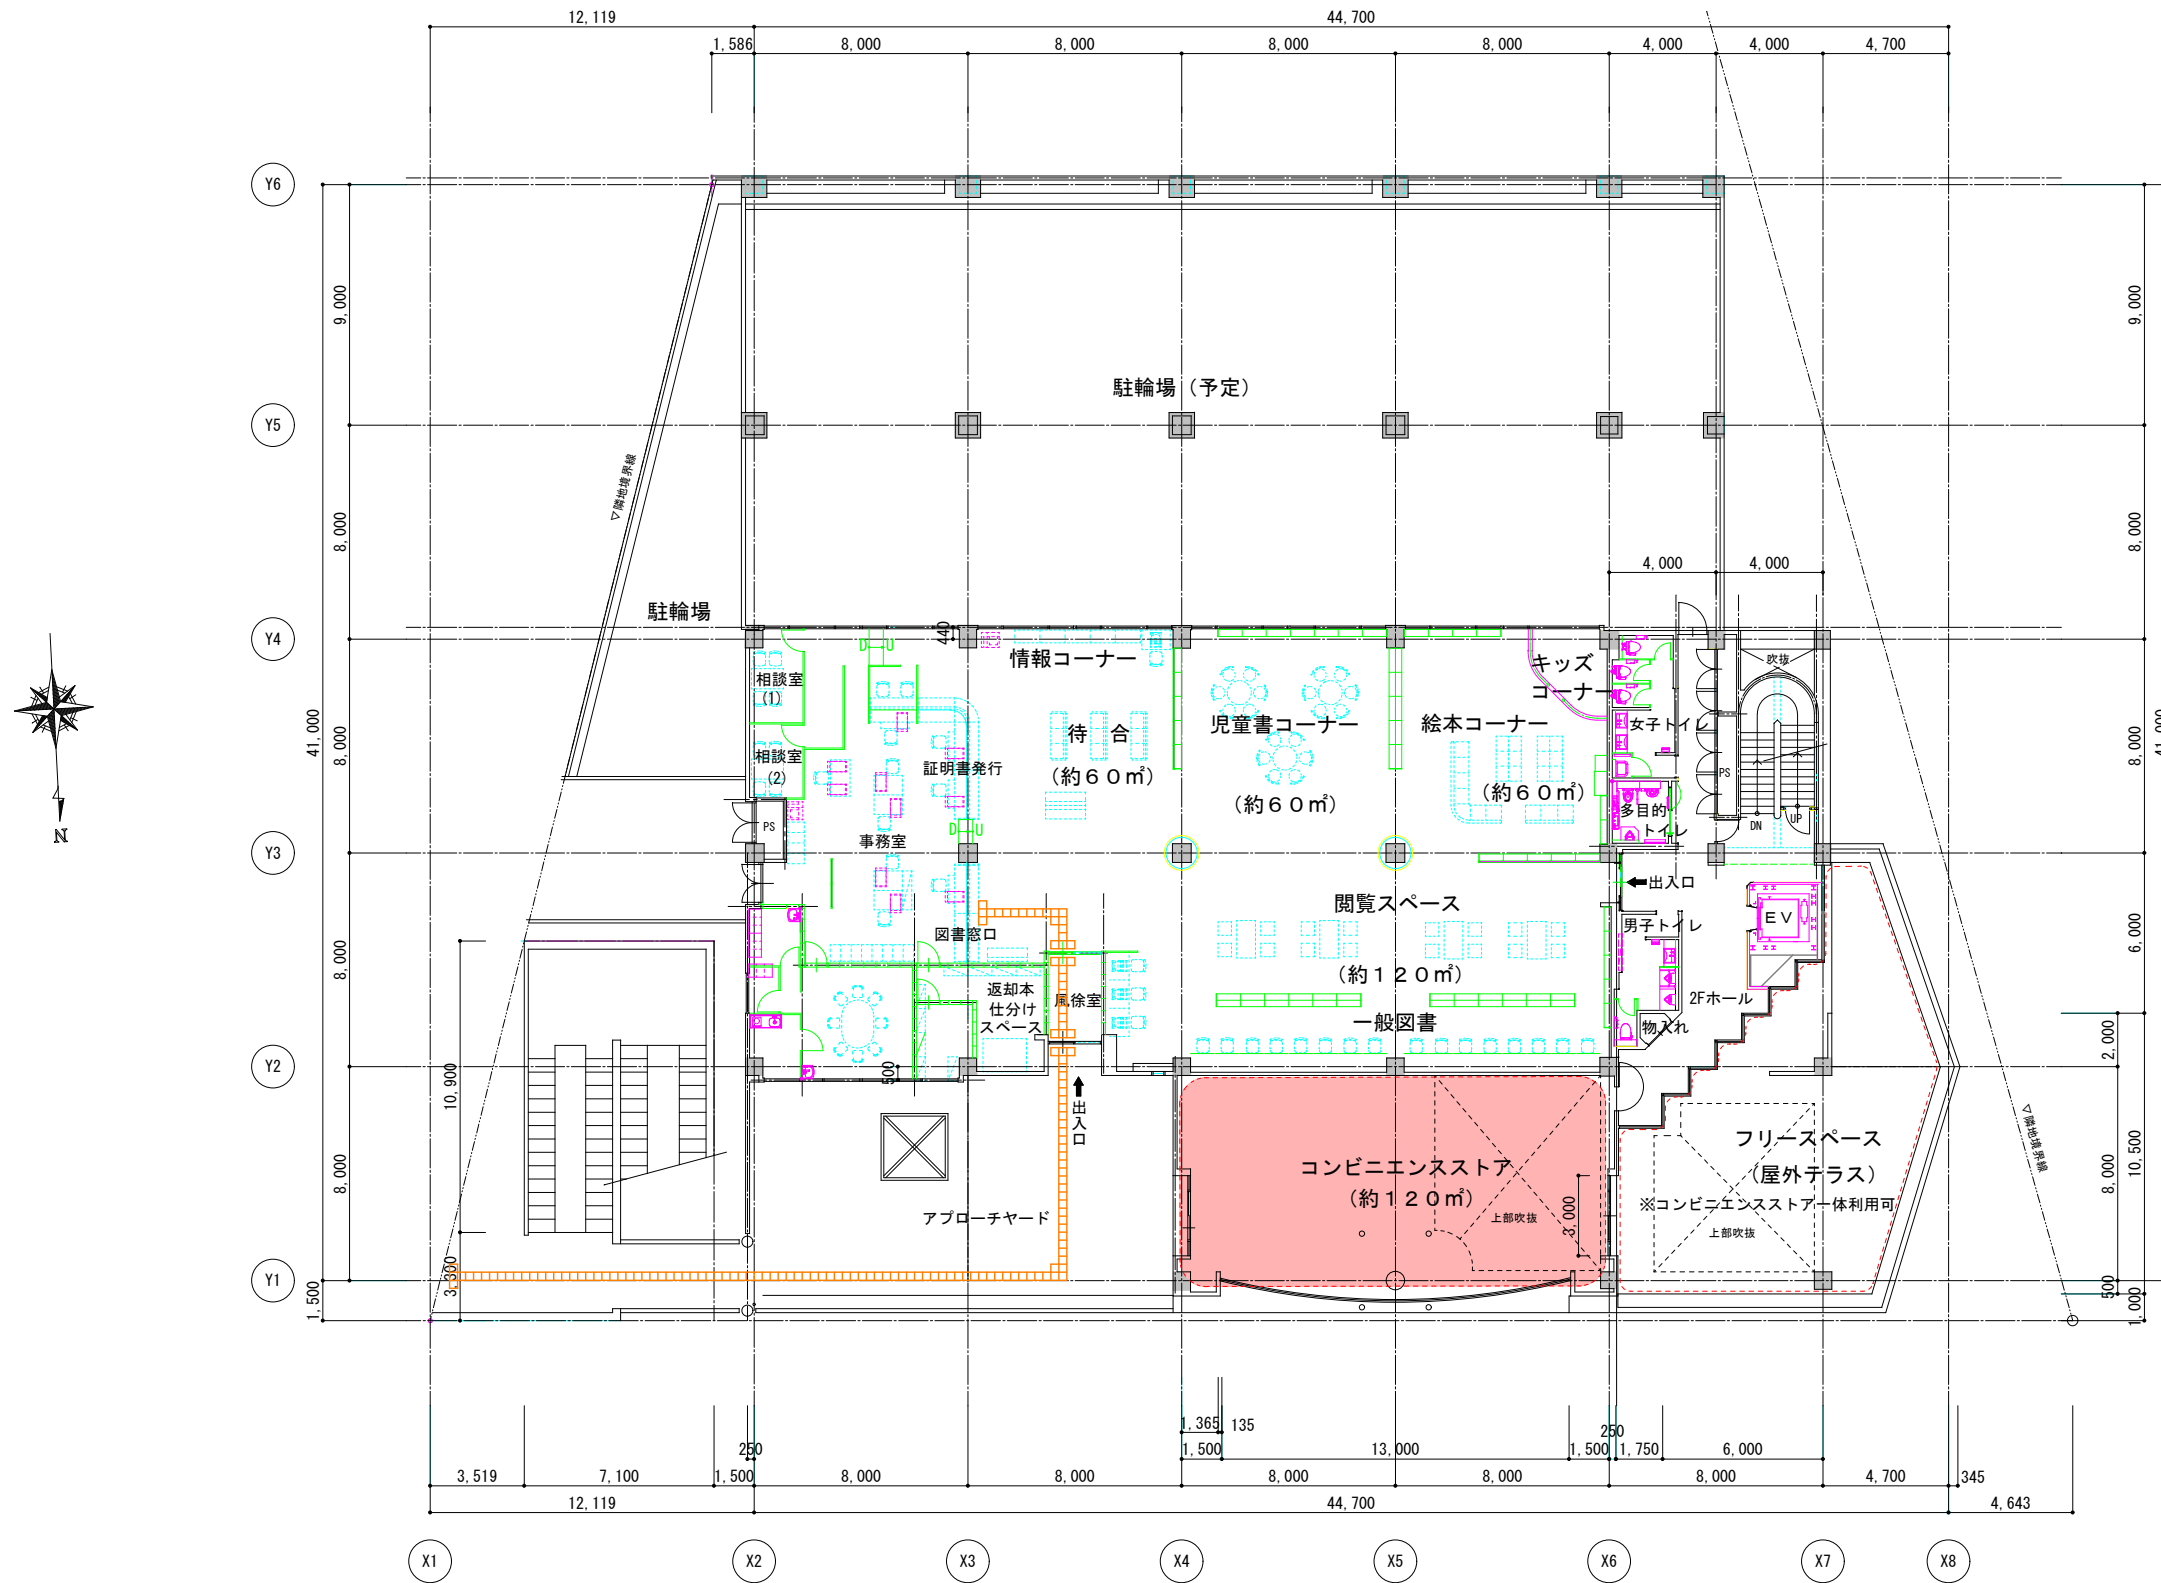 12,119
44,700
1,586
8,000
8,000
8,000
8,000
4,000
4,000
4,700
Y6
9,000
9,000
駐輪場（予定）
Y5
▽隣地境界線
8,000
8,000
4,000
4,000
駐輪場
Y4
440
D
U
情報コーナー
キッズ
コーナー
吹抜
相談室
(1)
児童書コーナー
絵本コーナー
女子トイレ
待　合
41,000
8,000
8,000
41,000
相談室
(2)
証明書発行
（約６０㎡）
（約６０㎡）
（約６０㎡）
PS
N
PS
多目的
トイレ
DN
UP
D
U
事務室
Y3
出入口
閲覧スペース
EV
男子トイレ
図書窓口
8,000
6,000
（約１２０㎡）
返却本
仕分け
スペース
風徐室
2Fホール
一般図書
物入れ
2,000
Y2
500
10,900
出入口
▽隣地境界線
フリースペース
（屋外テラス）
※コンビニエンスストア一体利用可
上部吹抜
コンビニエンスストア
（約１２０㎡）
上部吹抜
3,000
8,000
8,000
10,500
アプローチヤード
Y1
3,300
1,500
500
1,000
1,365
135
250
250
1,500
13,000
1,500
1,750
6,000
3,519
7,100
1,500
8,000
8,000
8,000
8,000
8,000
4,700
345
12,119
44,700
4,643
X1
X2
X3
X4
X5
X6
X7
X8